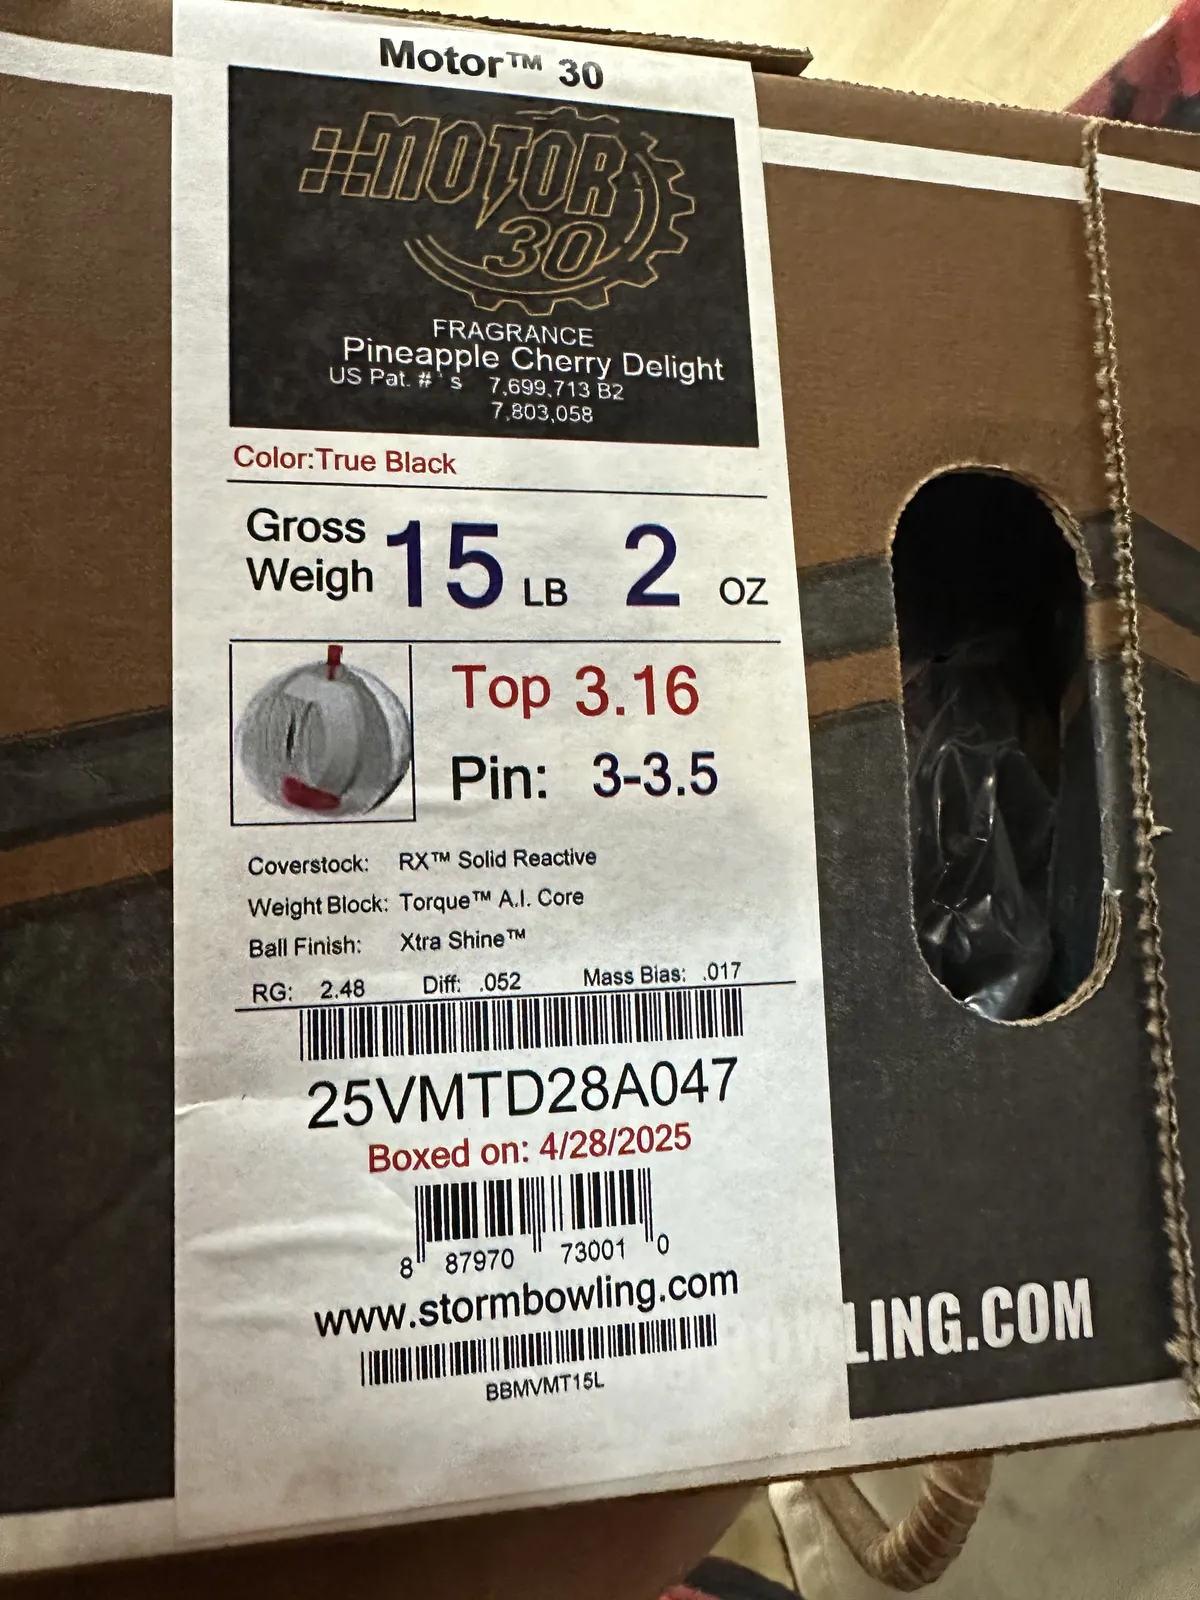 Motor™ 30
MOTOR
30
FRAGRANCE
Pineapple Cherry Delight
US Pat. #'s 7,699,713 B2
7,803,058
Color:True Black
Gross
Weigh 15 LB 2 OZ
Top 3.16
Pin: 3-3.5
Coverstock: RX™ Solid Reactive
Weight Block: Torque™ A.I. Core
Ball Finish: Xtra Shine™
RG: 2.48 Diff: .052 Mass Bias: .017
25VMTD28A047
Boxed on: 4/28/2025
8 87970 73001 0
www.stormbowling.com
BBMVMT15L
LING.COM